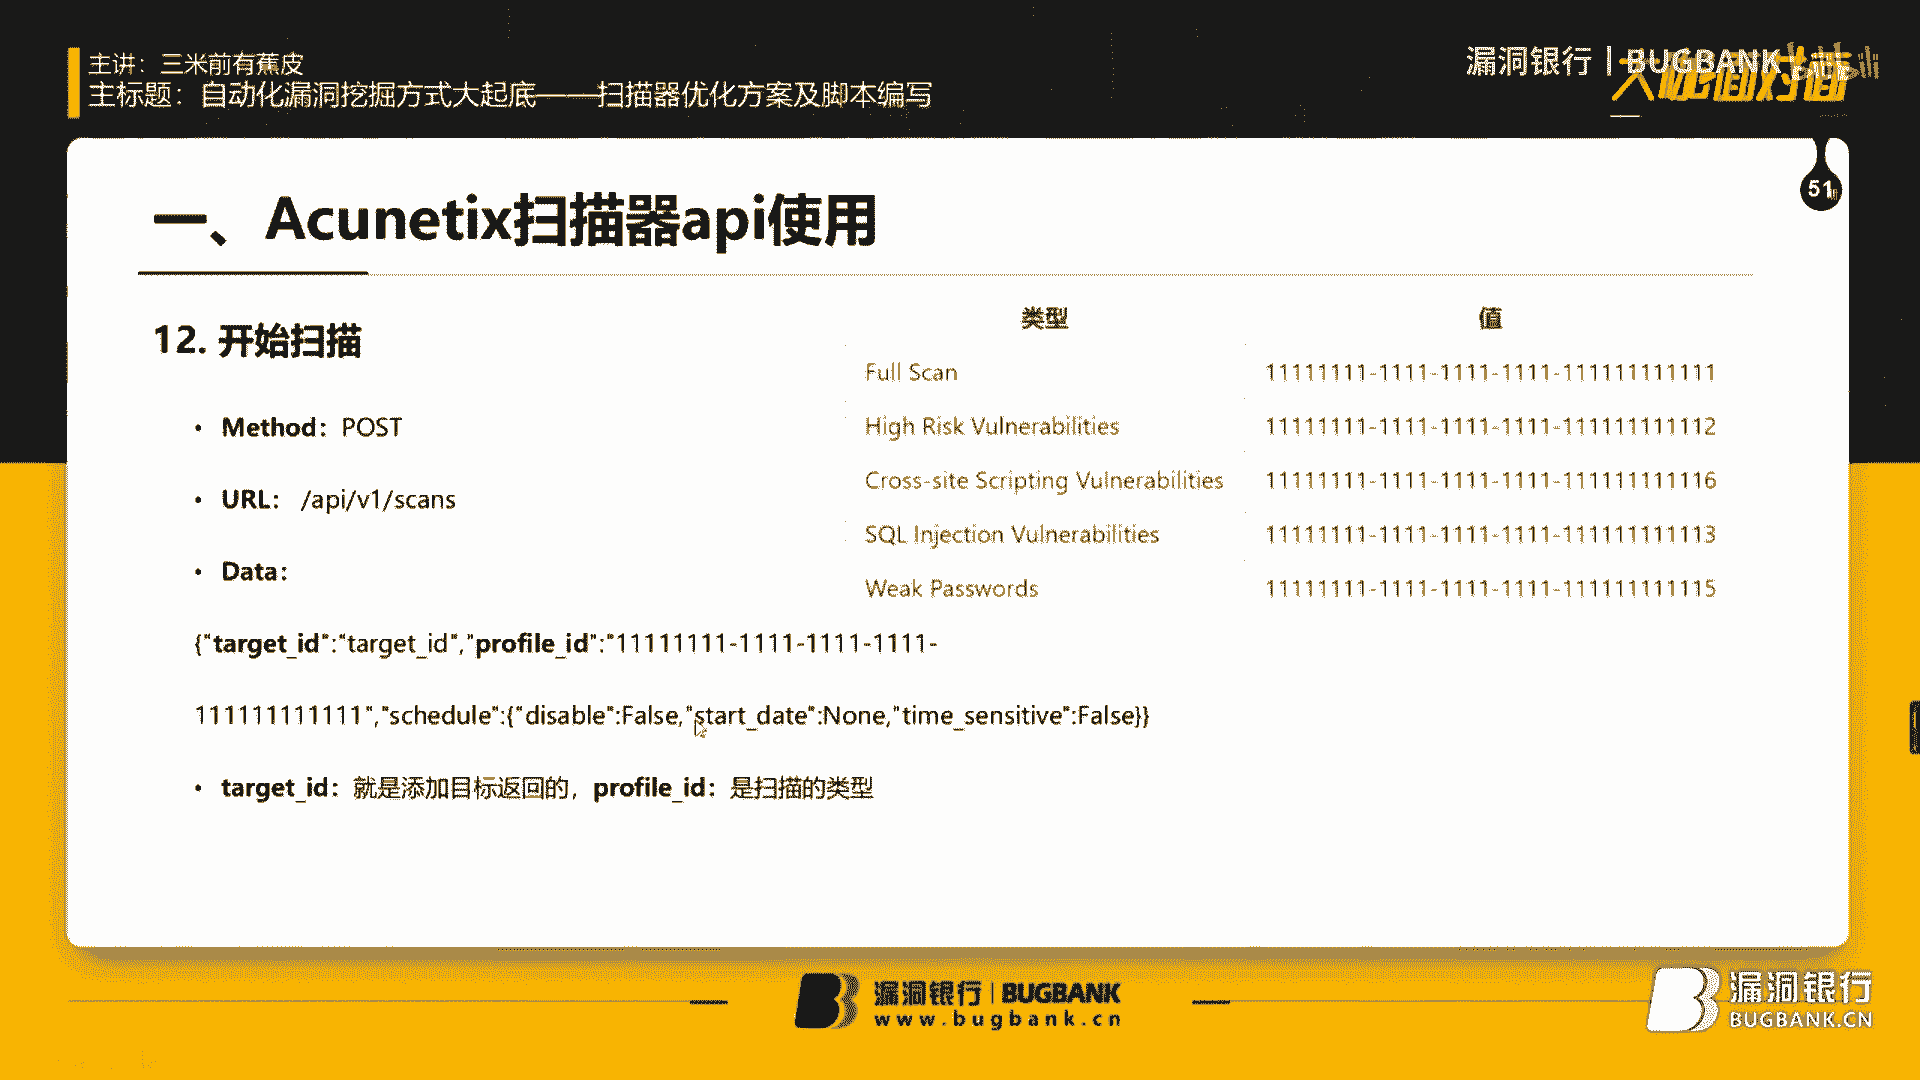 主讲：三米前有蕉皮
主标题：自动化漏洞挖掘方式大起底——扫描器优化方案及脚本编写
漏洞银行 | BUGBANK
大咖面对面
bilibili
51
一、Acunetix扫描器api使用
12. 开始扫描
• Method：POST
• URL： /api/v1/scans
• Data：
{"target_id":"target_id","profile_id":"11111111-1111-1111-1111-
111111111111","schedule":{"disable":False,"start_date":None,"time_sensitive":False}}
• target_id：就是添加目标返回的，profile_id：是扫描的类型
类型 值
Full Scan 11111111-1111-1111-1111-111111111111
High Risk Vulnerabilities 11111111-1111-1111-1111-111111111112
Cross-site Scripting Vulnerabilities 11111111-1111-1111-1111-111111111116
SQL Injection Vulnerabilities 11111111-1111-1111-1111-111111111113
Weak Passwords 11111111-1111-1111-1111-111111111115
漏洞银行 | BUGBANK
www.bugbank.cn
漏洞银行
BUGBANK.CN